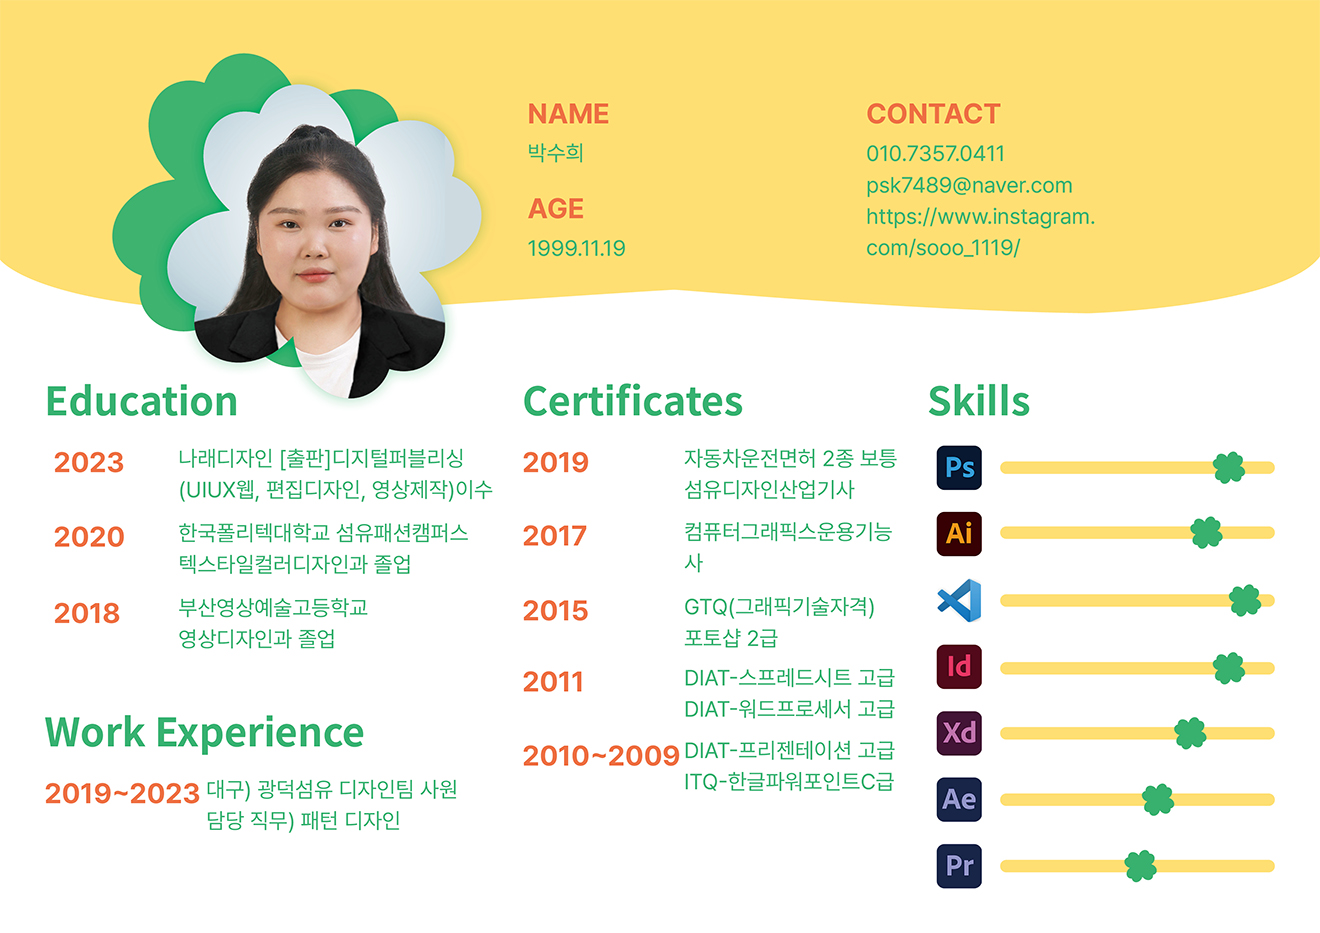 NAME
박수희
AGE
1999.11.19
CONTACT
010.7357.0411
psk7489@naver.com
https://www.instagram.
com/sooo_1119/
Education
2023
나래디자인 [출판]디지털퍼블리싱
(UIUX웹, 편집디자인, 영상제작)이수
2020
한국폴리텍대학교 섬유패션캠퍼스
텍스타일컬러디자인과 졸업
2018
부산영상예술고등학교
영상디자인과 졸업
Work Experience
2019~2023
대구) 광덕섬유 디자인팀 사원
담당 직무) 패턴 디자인
Certificates
2019
자동차운전면허 2종 보틍
섬유디자인산업기사
2017
컴퓨터그래픽스운용기능
사
2015
GTQ(그래픽기술자격)
포토샵 2급
2011
DIAT-스프레드시트 고급
DIAT-워드프로세서 고급
2010~2009
DIAT-프리젠테이션 고급
ITQ-한글파워포인트C급
Skills
Ps
Ai
Id
Xd
Ae
Pr